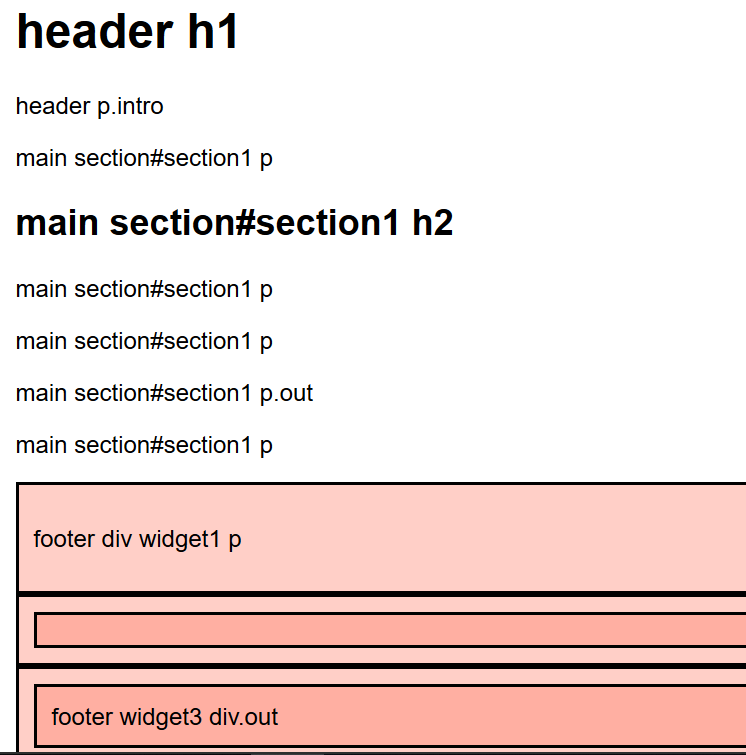 header h1
header p.intro
main section#section1 p
main section#section1 h2
main section#section1 p
main section#section1 p
main section#section1 p.out
main section#section1 p
footer div widget1 p
footer widget3 div.out